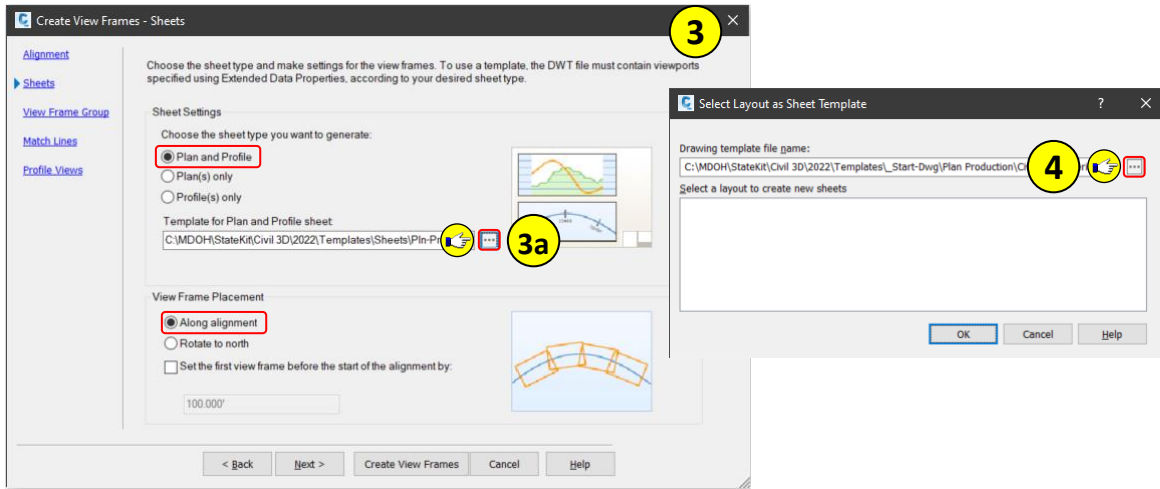 Create View Frames - Sheets
3
Alignment
Sheets
View Frame Group
Match Lines
Profile Views
Choose the sheet type and make settings for the view frames. To use a template, the DWT file must contain viewports
specified using Extended Data Properties, according to your desired sheet type.
Sheet Settings
Choose the sheet type you want to generate:
Plan and Profile
Plan(s) only
Profile(s) only
Template for Plan and Profile sheet:
C:\MDOH\StateKit\Civil 3D\2022\Templates\Sheets\Pln-Pr
...
3a
View Frame Placement
Along alignment
Rotate to north
Set the first view frame before the start of the alignment by:
100.000'
< Back
Next >
Create View Frames
Cancel
Help
Select Layout as Sheet Template
?
Drawing template file name:
C:\MDOH\StateKit\Civil 3D\2022\Templates\_Start-Dwg\Plan Production\Ci
4
...
Select a layout to create new sheets
OK
Cancel
Help